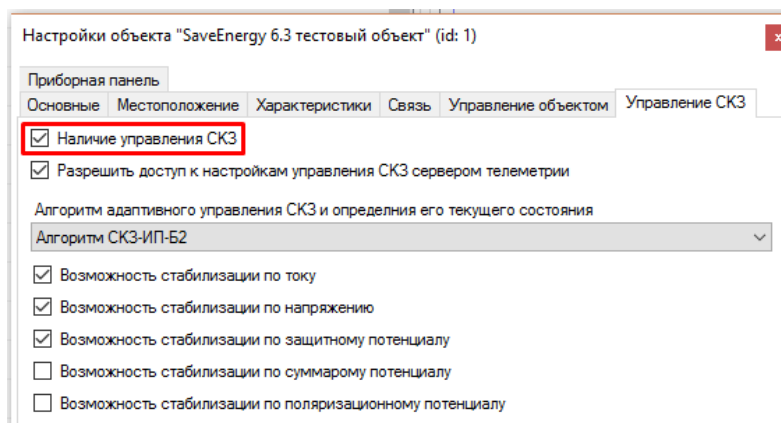 Настройки объекта "SaveEnergy 6.3 тестовый объект" (id: 1)
x
Приборная панель
Основные Местоположение Характеристики Связь Управление объектом Управление СКЗ
Наличие управления СКЗ
Разрешить доступ к настройкам управления СКЗ сервером телеметрии
Алгоритм адаптивного управления СКЗ и определния его текущего состояния
Алгоритм СКЗ-ИП-Б2
Возможность стабилизации по току
Возможность стабилизации по напряжению
Возможность стабилизации по защитному потенциалу
Возможность стабилизации по суммарому потенциалу
Возможность стабилизации по поляризационному потенциалу